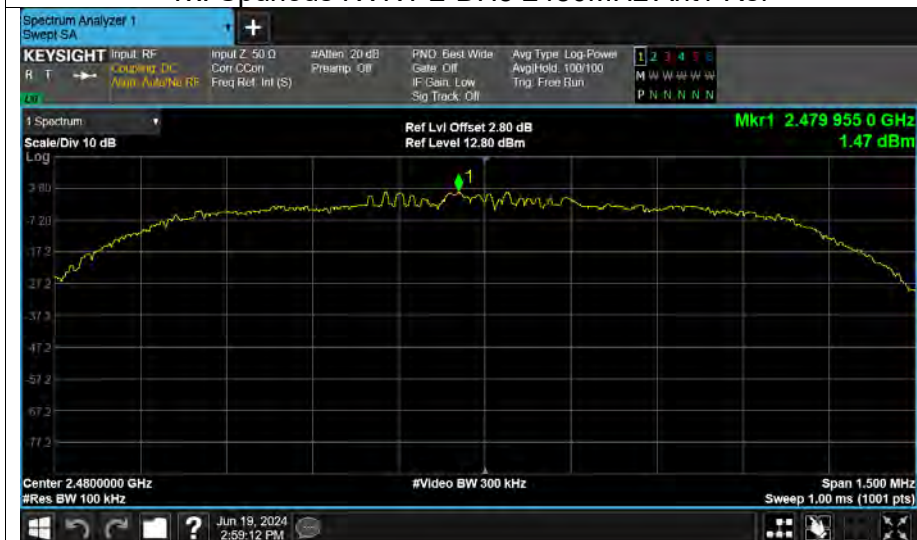 Spectrum Analyzer 1
Swept SA
+
KEYSIGHT Input: RF Input Z: 50 Ω #Atten: 20 dB PNO: Best Wide Avg Type: Log-Power 1 2 3 4 5 6
R T Coupling: DC Corr CCorr Preamp: Off Gate: Off Avg|Hold: 100/100 M W W W W W
Align: Auto/No RF Freq Ref: Int (S) IF Gain: Low Trig: Free Run
Sig Track: Off P N N N N N
1 Spectrum
Ref Lvl Offset 2.80 dB Mkr1 2.479 955 0 GHz
Scale/Div 10 dB Ref Level 12.80 dBm 1.47 dBm
Log
1
2.80
-7.20
-17.2
-27.2
-37.2
-47.2
-57.2
-67.2
-77.2
Center 2.4800000 GHz #Video BW 300 kHz Span 1.500 MHz
#Res BW 100 kHz Sweep 1.00 ms (1001 pts)
? Jun 19, 2024
2:59:12 PM